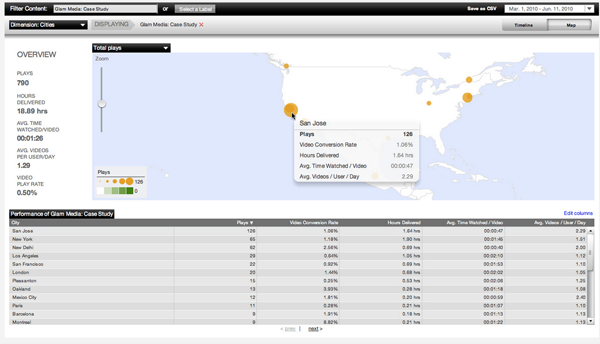 Filter Content: Glam Media: Case Study or Select a Label Save as CSV Mar. 1, 2010 - Jun. 11, 2010
Dimension: Cities DISPLAYING Glam Media: Case Study Timeline Map
OVERVIEW
PLAYS
790
HOURS
DELIVERED
18.89 hrs
AVG. TIME
WATCHED/VIDEO
00:01:26
AVG. VIDEOS
PER USER/DAY
1.29
VIDEO
PLAY RATE
0.50%
Total plays
Zoom
San Jose
Plays 126
Video Conversion Rate 1.06%
Hours Delivered 1.64 hrs
Avg. Time Watched / Video 00:00:47
Avg. Videos / User / Day 2.29
Plays
126
0
Performance of Glam Media: Case Study Edit columns
City Plays Video Conversion Rate Hours Delivered Avg. Time Watched / Video Avg. Videos / User / Day
San Jose 126 1.06% 1.64 hrs 00:00:47 2.29
New York 65 1.18% 1.90 hrs 00:01:45 1.51
New Delhi 62 2.56% 0.69 hrs 00:00:40 2.00
Los Angeles 29 0.84% 1.05 hrs 00:02:10 1.12
San Francisco 22 0.92% 0.69 hrs 00:01:53 1.10
London 20 1.44% 0.68 hrs 00:02:02 1.05
Pleasanton 15 0.25% 0.53 hrs 00:02:06 1.25
Oakland 13 3.93% 0.26 hrs 00:01:18 1.08
Mexico City 12 1.81% 0.20 hrs 00:00:59 2.40
Paris 11 0.26% 0.21 hrs 00:01:07 1.10
Barcelona 9 1.91% 0.18 hrs 00:01:13 1.13
Montreal 9 8.82% 0.21 hrs 00:01:22 1.13
< prev | next >